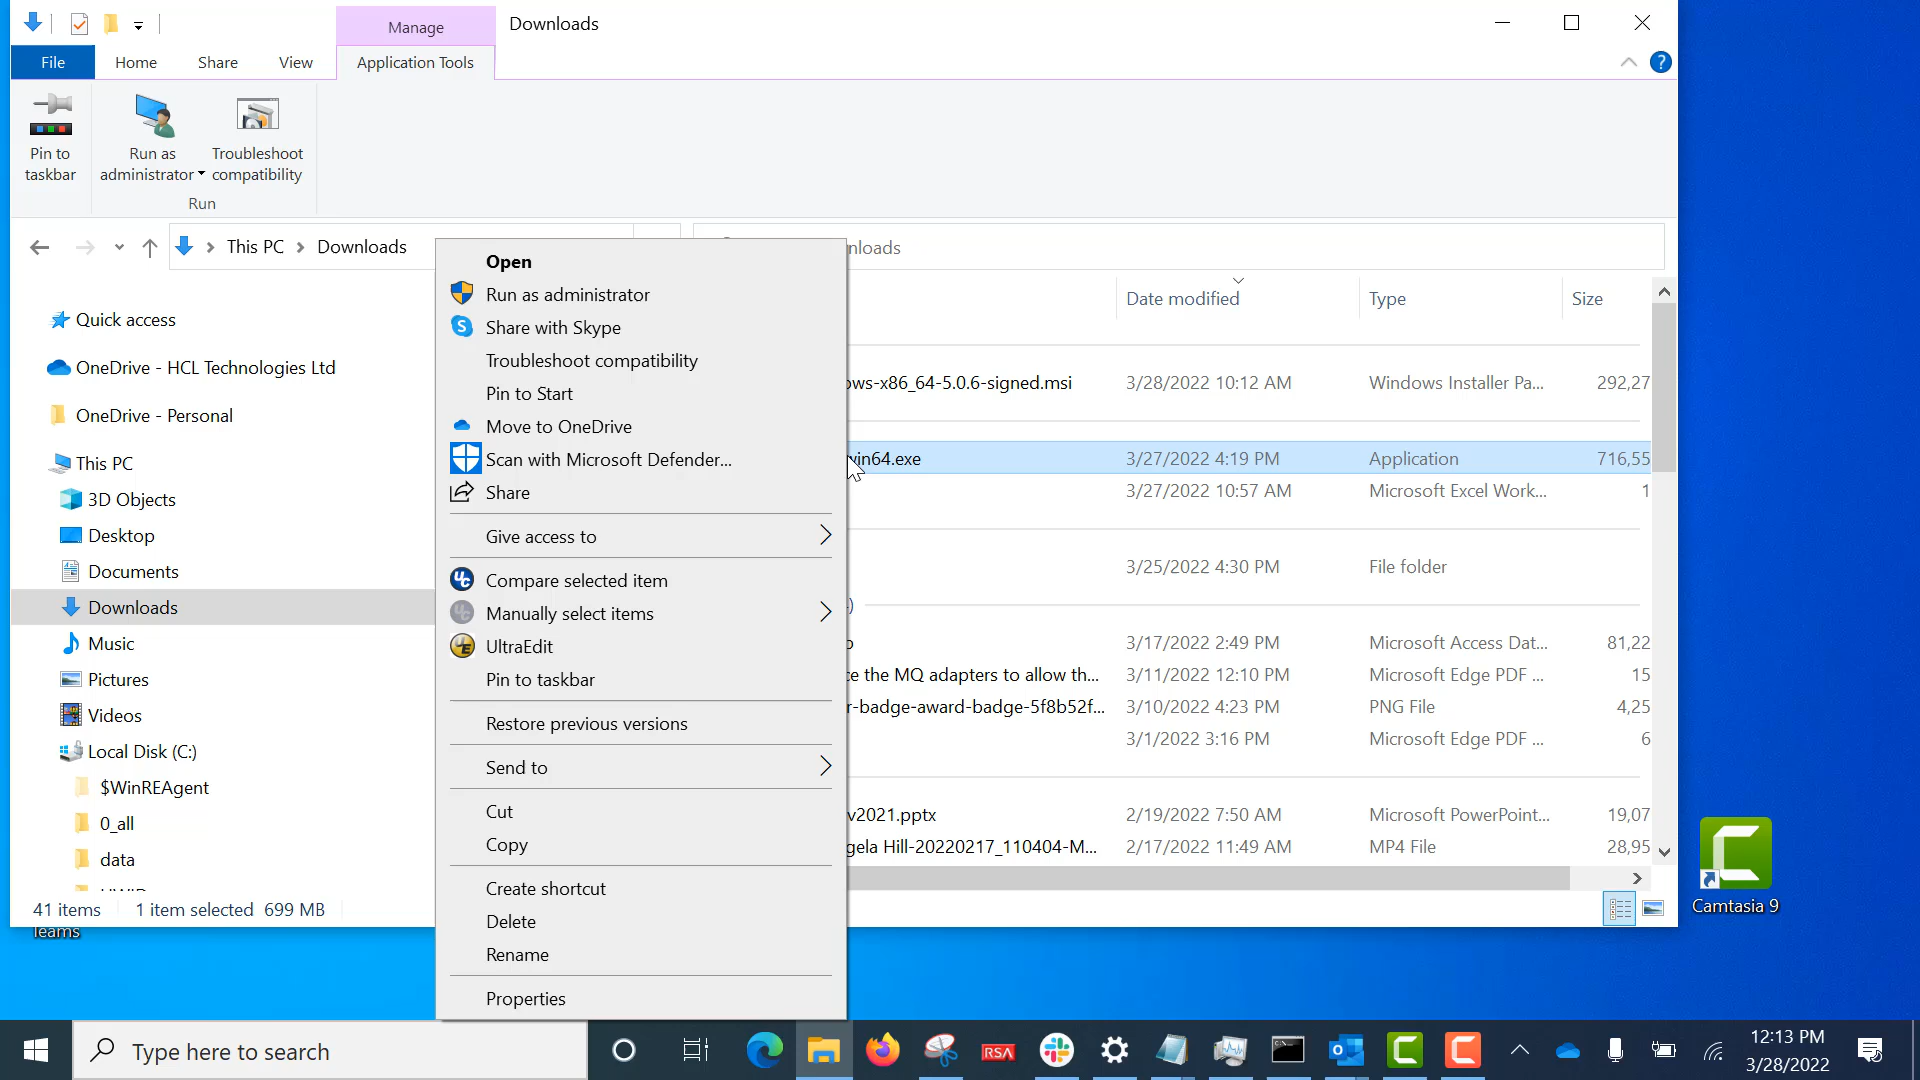 Manage
Downloads
File
Home
Share
View
Application Tools
Pin to
taskbar
Run as
administrator
Troubleshoot
compatibility
Run
This PC
Downloads
nloads
Open
Run as administrator
Share with Skype
Troubleshoot compatibility
Pin to Start
Move to OneDrive
Scan with Microsoft Defender...
Share
Give access to
Compare selected item
Manually select items
UltraEdit
Pin to taskbar
Restore previous versions
Send to
Cut
Copy
Create shortcut
Delete
Rename
Properties
Quick access
OneDrive - HCL Technologies Ltd
OneDrive - Personal
This PC
3D Objects
Desktop
Documents
Downloads
Music
Pictures
Videos
Local Disk (C:)
$WinREAgent
0_all
data
Date modified
Type
Size
ows-x86_64-5.0.6-signed.msi
3/28/2022 10:12 AM
Windows Installer Pa...
292,27
win64.exe
3/27/2022 4:19 PM
Application
716,55
3/27/2022 10:57 AM
Microsoft Excel Work...
1
3/25/2022 4:30 PM
File folder
3/17/2022 2:49 PM
Microsoft Access Dat...
81,22
ce the MQ adapters to allow th...
3/11/2022 12:10 PM
Microsoft Edge PDF ...
15
r-badge-award-badge-5f8b52f...
3/10/2022 4:23 PM
PNG File
4,25
3/1/2022 3:16 PM
Microsoft Edge PDF ...
6
v2021.pptx
2/19/2022 7:50 AM
Microsoft PowerPoint...
19,07
gela Hill-20220217_110404-M...
2/17/2022 11:49 AM
MP4 File
28,95
41 items
1 item selected 699 MB
Teams
Camtasia 9
Type here to search
RSA
12:13 PM
3/28/2022